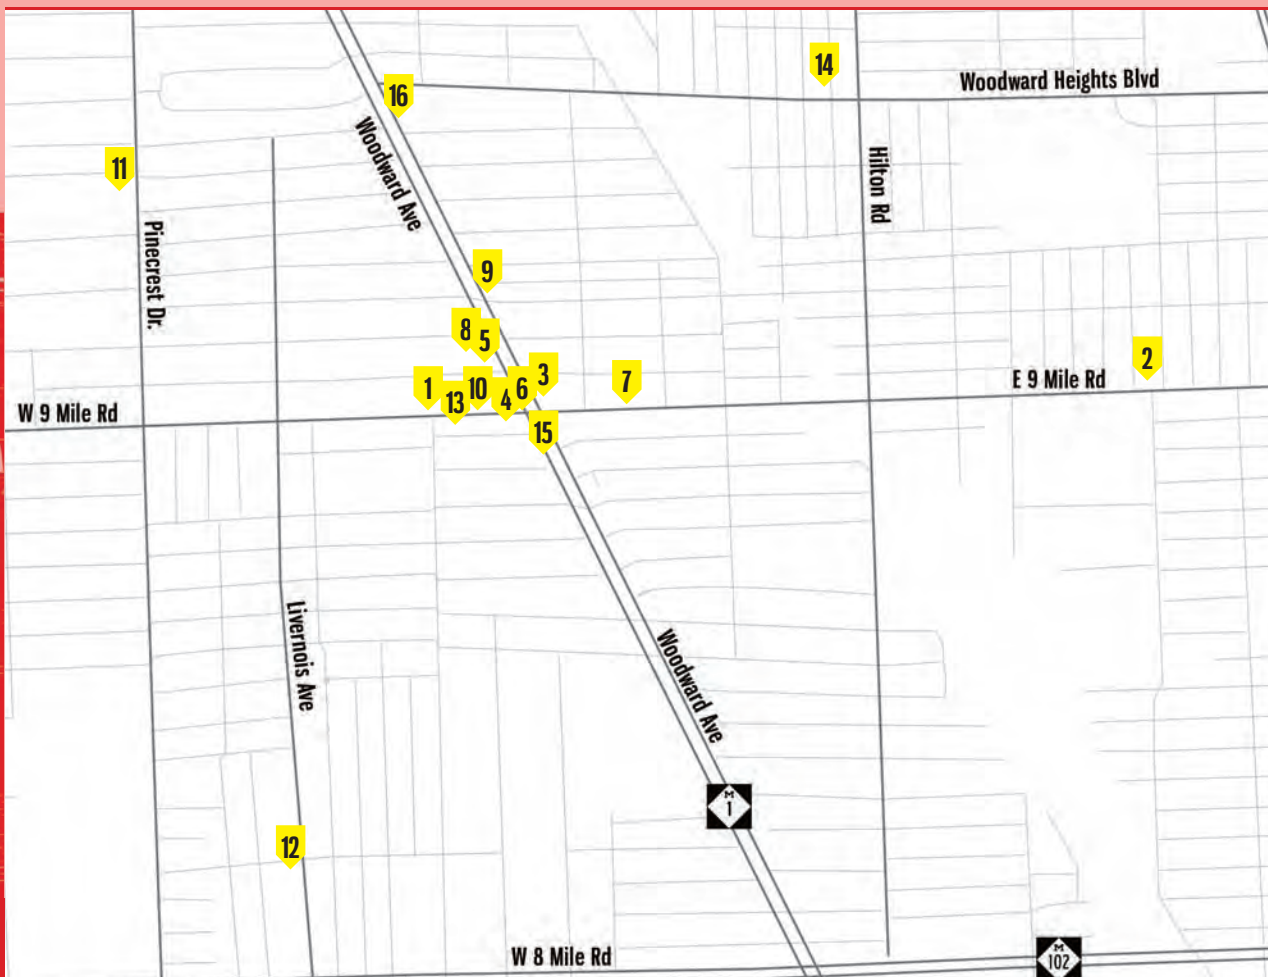 14
Woodward Heights Blvd
16
Woodward Ave
11
Hilton Rd
Pinecrest Dr.
9
8
5
2
3
7
E 9 Mile Rd
1
10
6
13
4
W 9 Mile Rd
15
Livernois Ave
Woodward Ave
M
1
12
W 8 Mile Rd
M
102